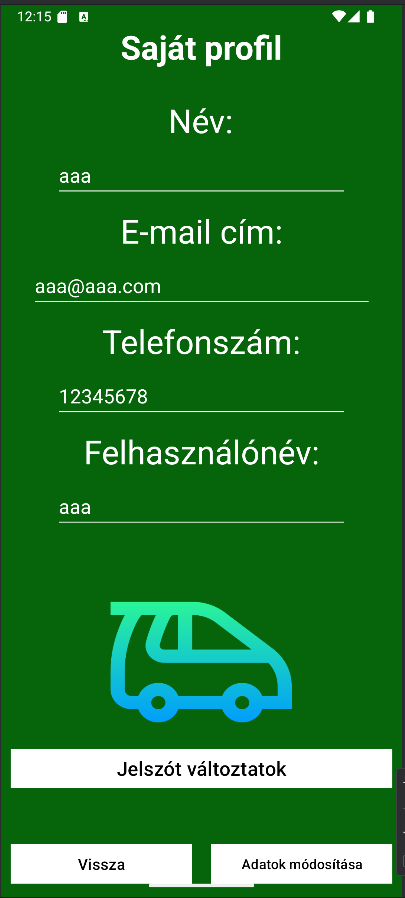 12:15
Saját profil
Név:
aaa
E-mail cím:
aaa@aaa.com
Telefonszám:
12345678
Felhasználónév:
aaa
Jelszót változtatok
Vissza
Adatok módosítása